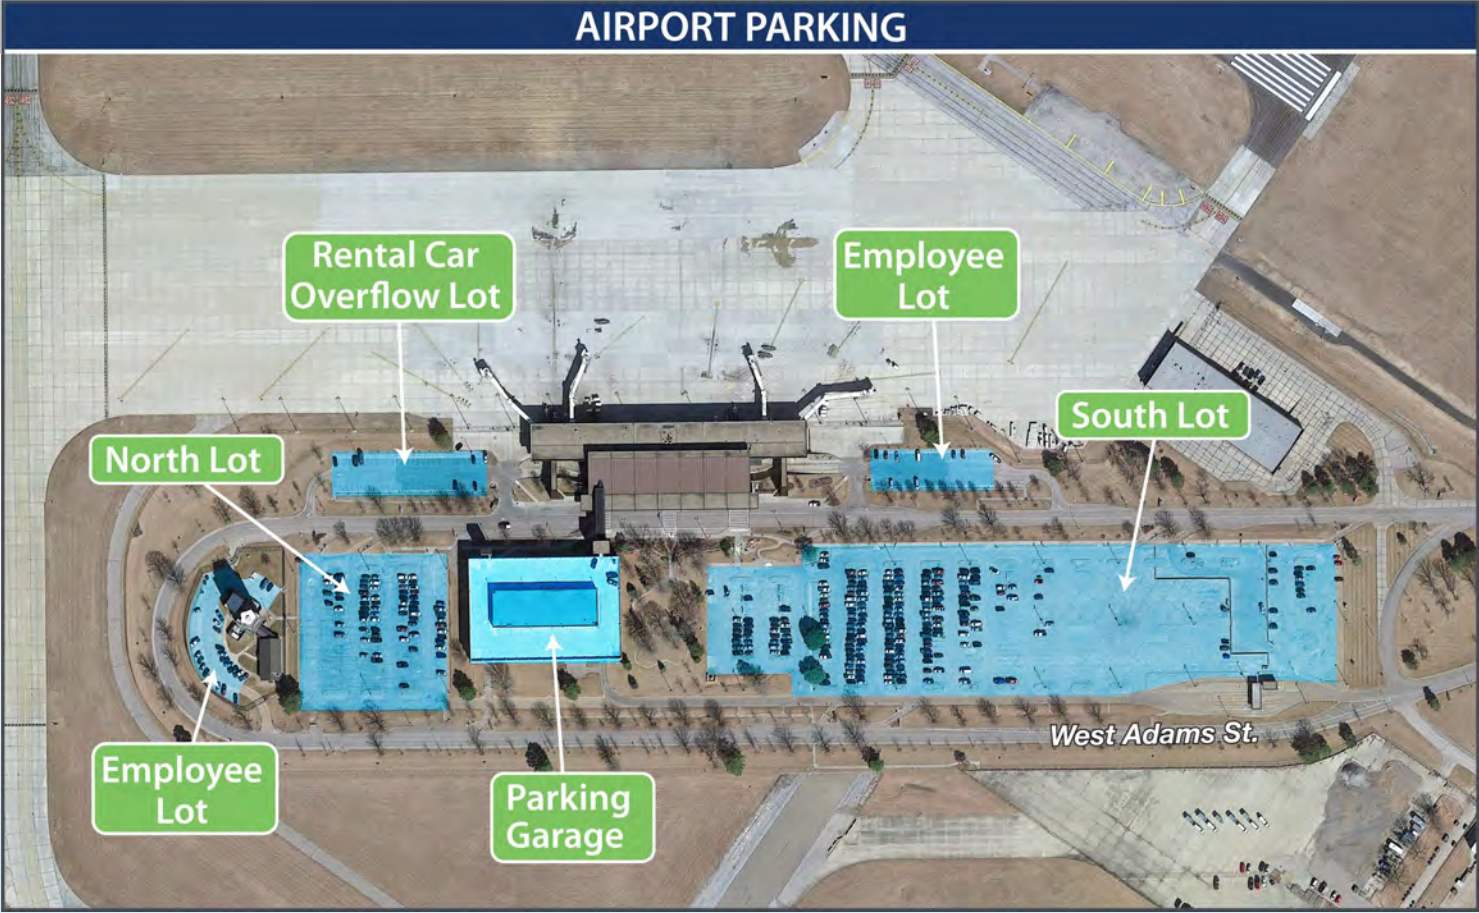 AIRPORT PARKING
Rental Car
Overflow Lot
Employee
Lot
South Lot
North Lot
West Adams St.
Employee
Lot
Parking
Garage